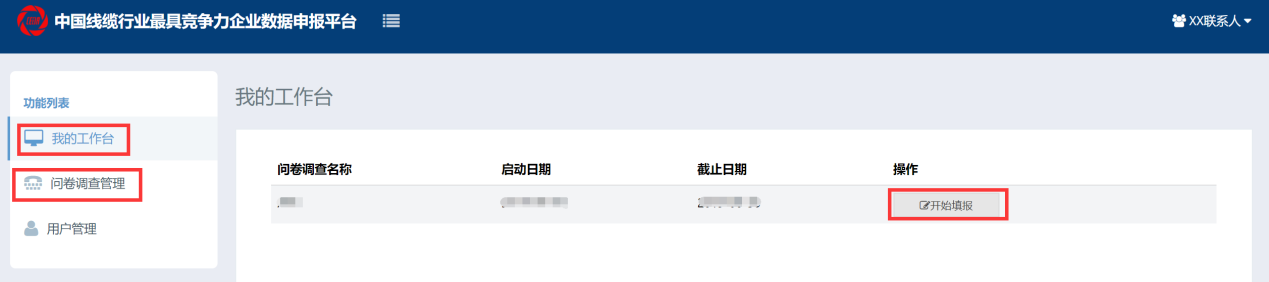 中国线缆行业最具竞争力企业数据申报平台
XX联系人
功能列表
我的工作台
问卷调查管理
用户管理
我的工作台
问卷调查名称 启动日期 截止日期 操作
开始填报